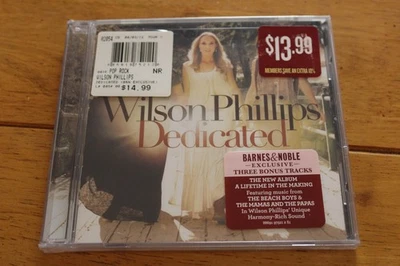 POP ROCK
NR
WILSON PHILLIPS
$14.99
$13.99
MEMBERS SAVE AN EXTRA 10%
Wilson Phillips
Dedicated
BARNES & NOBLE
EXCLUSIVE
THREE BONUS TRACKS
THE NEW ALBUM
A LIFETIME IN THE MAKING
Featuring music from
THE BEACH BOYS &
THE MAMAS AND THE PAPAS
In Wilson Phillips' Unique
Harmony-Rich Sound